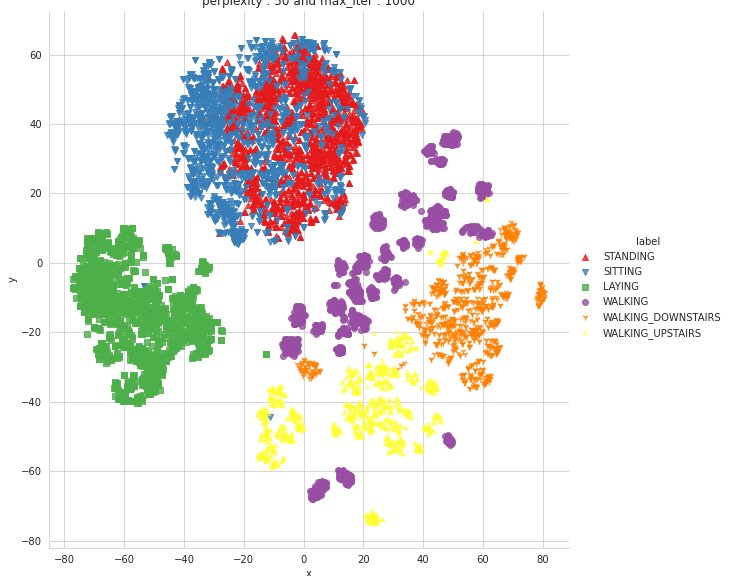 perplexity : 50 and max_iter : 1000
60
40
20
0
−20
−40
−60
−80
y
−80
−60
−40
−20
0
20
40
60
80
x
label
STANDING
SITTING
LAYING
WALKING
WALKING_DOWNSTAIRS
WALKING_UPSTAIRS